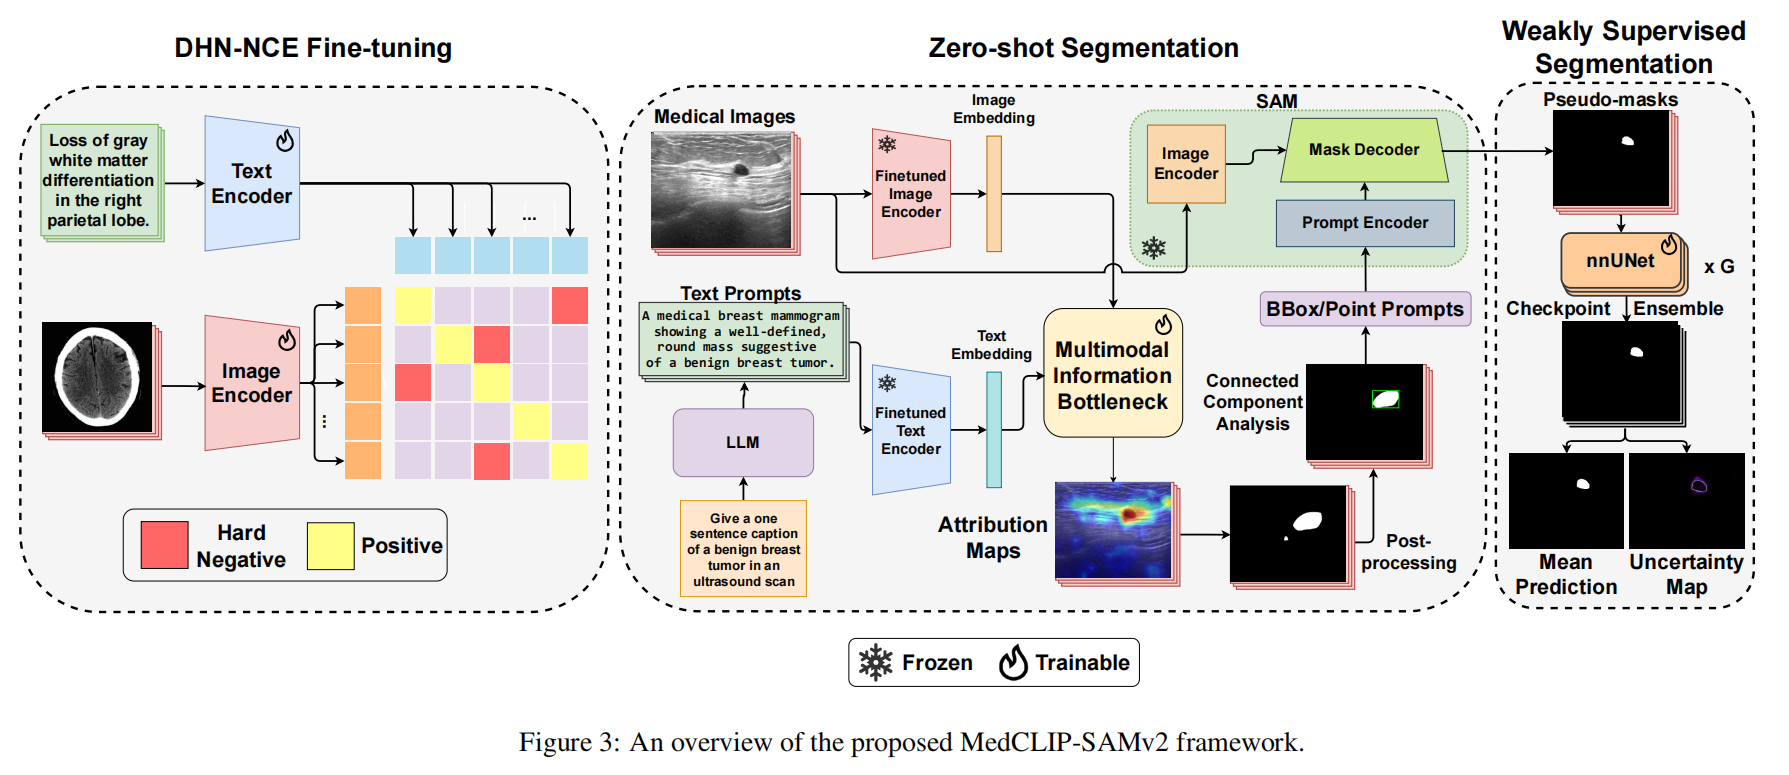 DHN-NCE Fine-tuning
Loss of gray
white matter
differentiation
in the right
parietal lobe.
Text
Encoder
...
Image
Encoder
...
Hard
Negative
Positive
Zero-shot Segmentation
Medical Images
Finetuned
Image
Encoder
Image
Embedding
SAM
Image
Encoder
Mask Decoder
Prompt Encoder
BBox/Point Prompts
Text Prompts
A medical breast mammogram
showing a well-defined,
round mass suggestive
of a benign breast tumor.
LLM
Give a one
sentence caption
of a benign breast
tumor in an
ultrasound scan
Finetuned
Text
Encoder
Text
Embedding
Multimodal
Information
Bottleneck
Attribution
Maps
Connected
Component
Analysis
Post-
processing
Weakly Supervised
Segmentation
Pseudo-masks
nnUNet
x G
Checkpoint Ensemble
Mean
Prediction
Uncertainty
Map
Frozen
Trainable
Figure 3: An overview of the proposed MedCLIP-SAMv2 framework.